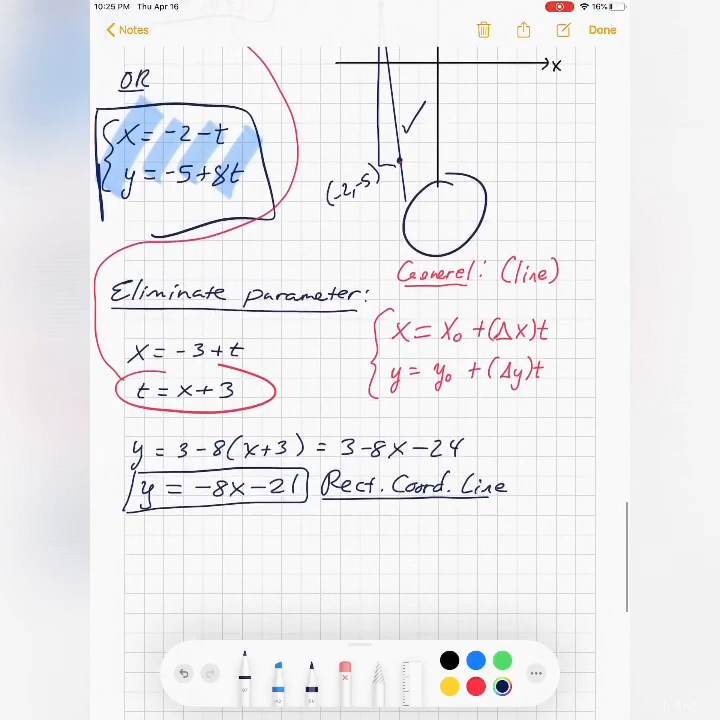 10:25 PM Thu Apr 16
16%
Notes
Done
OR
x = -2 - t
y = -5 + 8t
x
(-2, -5)
Eliminate parameter:
x = -3 + t
t = x + 3
General: (line)
x = x₀ + (Δx)t
y = y₀ + (Δy)t
y = 3 - 8(x+3) = 3 - 8x - 24
y = -8x - 21 Rect. Coord. Line